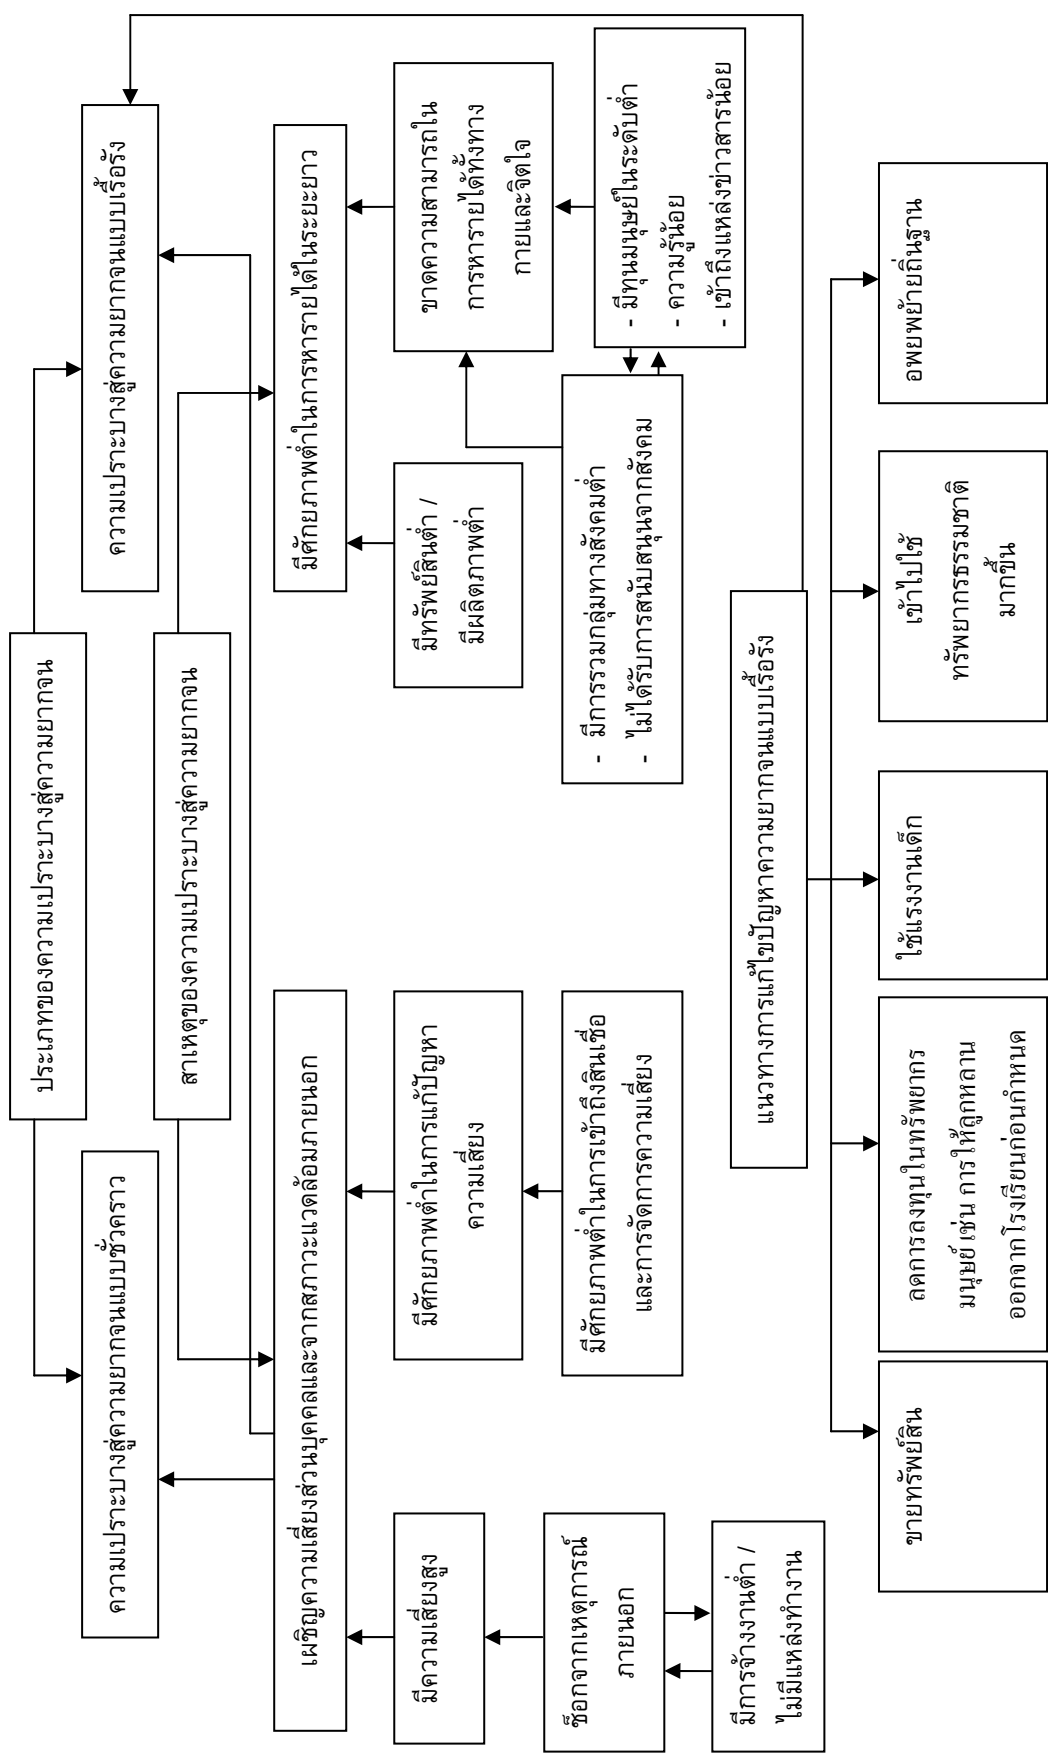 ประเภทของความเปราะบางสู่ความยากจน
ความเปราะบางสู่ความยากจนแบบชั่วคราว
ความเปราะบางสู่ความยากจนแบบเรื้อรัง
สาเหตุของความเปราะบางสู่ความยากจน
เผชิญความเสี่ยงส่วนบุคคลและจากสภาวะแวดล้อมภายนอก
มีศักยภาพต่ำในการหารายได้ในระยะยาว
มีความเสี่ยงสูง
มีศักยภาพต่ำในการแก้ปัญหา
ความเสี่ยง
มีทรัพย์สินต่ำ /
มีผลิตภาพต่ำ
ขาดความสามารถใน
การหารายได้ทั้งทาง
กายและจิตใจ
ช็อกจากเหตุการณ์
ภายนอก
มีศักยภาพต่ำในการเข้าถึงสินเชื่อ
และการจัดการความเสี่ยง
- มีการรวมกลุ่มทางสังคมต่ำ
- ไม่ได้รับการสนับสนุนจากสังคม
- มีทุนมนุษย์ในระดับต่ำ
- ความรู้น้อย
- เข้าถึงแหล่งข่าวสารน้อย
มีการจ้างงานต่ำ /
ไม่มีแหล่งทำงาน
แนวทางการแก้ไขปัญหาความยากจนแบบเรื้อรัง
ขายทรัพย์สิน
ลดการลงทุนในทรัพยากร
มนุษย์ เช่น การให้ลูกหลาน
ออกจากโรงเรียนก่อนกำหนด
ใช้แรงงานเด็ก
เข้าไปใช้
ทรัพยากรธรรมชาติ
มากขึ้น
อพยพย้ายถิ่นฐาน